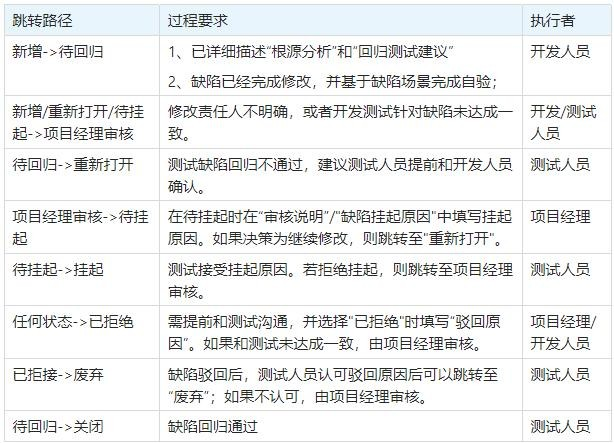 跳转路径 过程要求 执行者
新增->待回归
1、已详细描述“根源分析”和“回归测试建议”
2、缺陷已经完成修改，并基于缺陷场景完成自验；
开发人员
新增/重新打开/待挂
起->项目经理审核
修改责任人不明确，或者开发测试针对缺陷未达成一
致。
开发/测试
人员
待回归->重新打开
测试缺陷回归不通过，建议测试人员提前和开发人员
确认。
测试人员
项目经理审核->待挂
起
在待挂起时在“审核说明”/“缺陷挂起原因”中填写挂起
原因。如果决策为继续修改，则跳转至"重新打开"。
项目经理
待挂起->挂起
测试接受挂起原因。若拒绝挂起，则跳转至项目经理
审核。
测试人员
任何状态->已拒绝
需提前和测试沟通，并选择"已拒绝"时填写“驳回原
因”。如果和测试未达成一致，由项目经理审核。
项目经理/
开发人员
已拒接->废弃
缺陷驳回后，测试人员认可驳回原因后可以跳转至
“废弃”；如果不认可，由项目经理审核。
测试人员
待回归->关闭
缺陷回归通过
测试人员